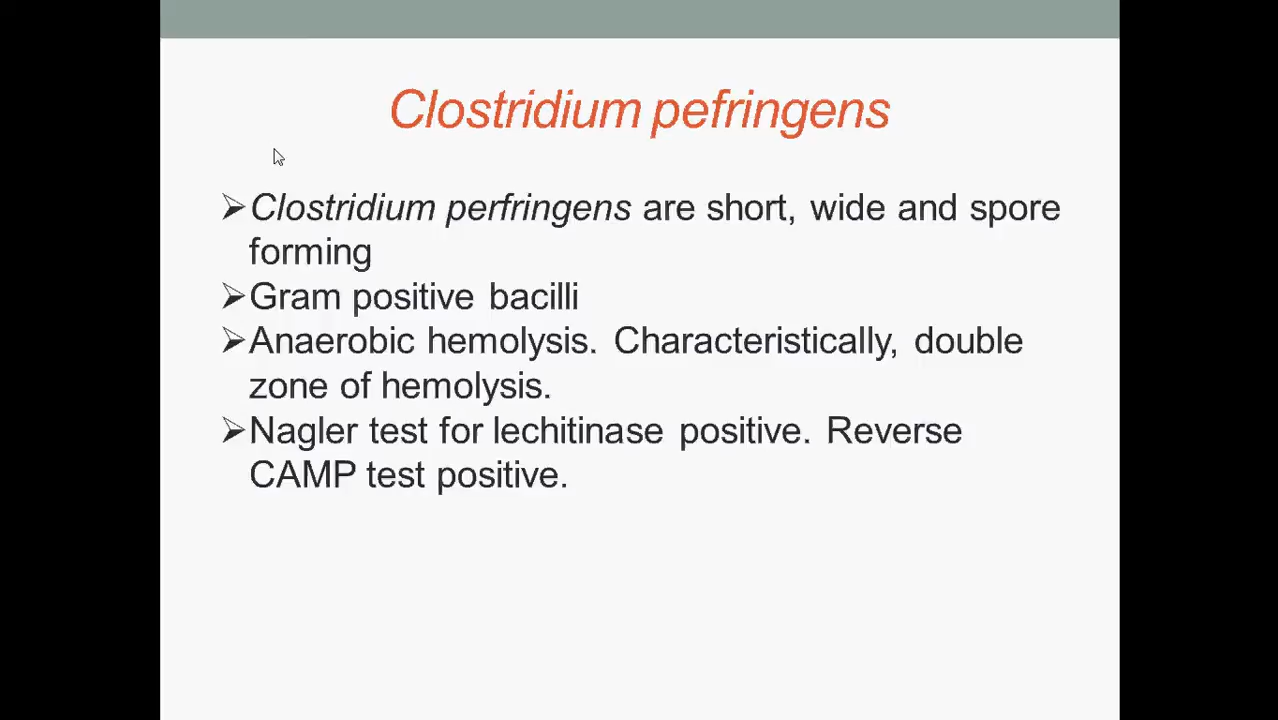 Clostridium pefringens
➢Clostridium perfringens are short, wide and spore
forming
➢Gram positive bacilli
➢Anaerobic hemolysis. Characteristically, double
zone of hemolysis.
➢Nagler test for lechitinase positive. Reverse
CAMP test positive.